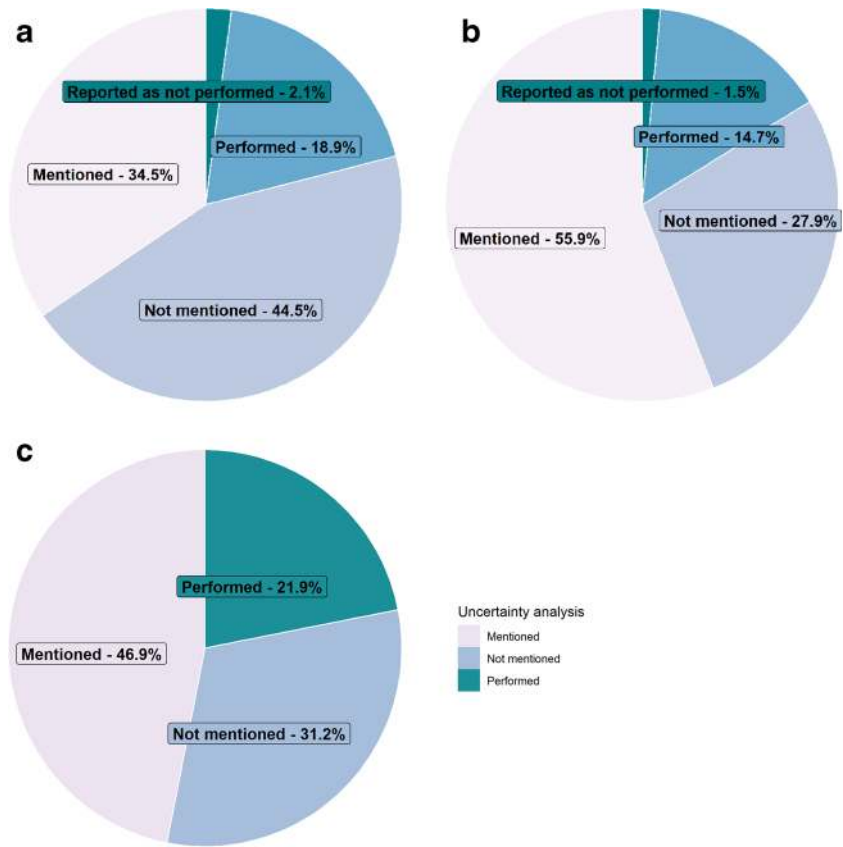 a
Reported as not performed - 2.1%
Performed - 18.9%
Mentioned - 34.5%
Not mentioned - 44.5%
b
Reported as not performed - 1.5%
Performed - 14.7%
Not mentioned - 27.9%
Mentioned - 55.9%
c
Performed - 21.9%
Mentioned - 46.9%
Not mentioned - 31.2%
Uncertainty analysis
Mentioned
Not mentioned
Performed